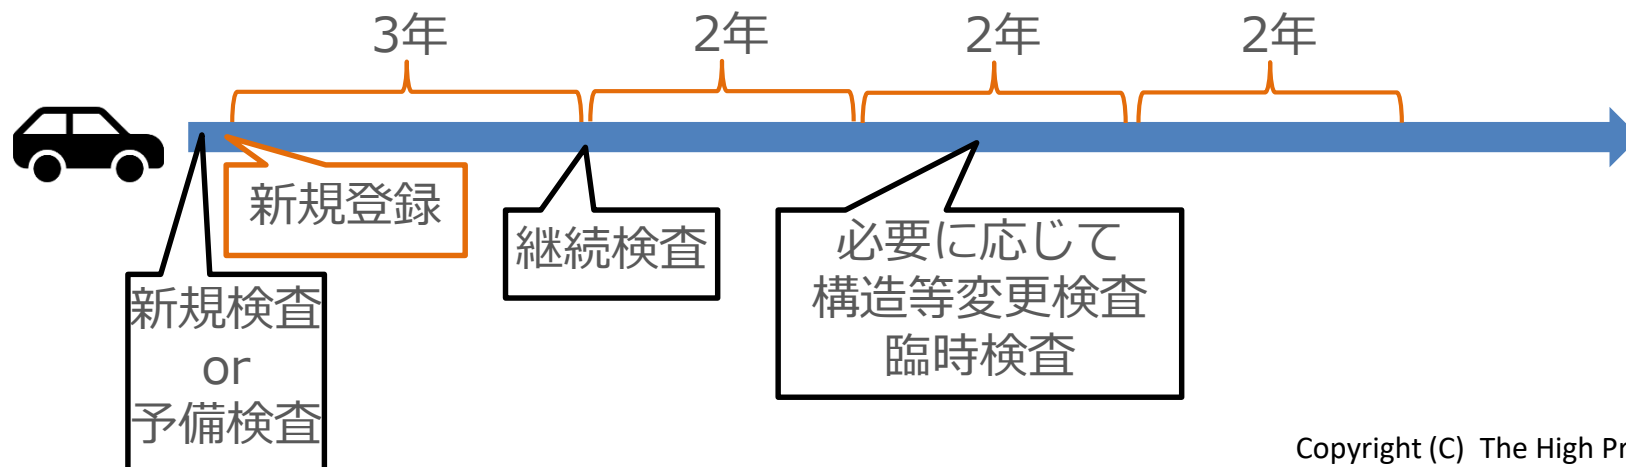 3年
2年
2年
2年
新規登録
継続検査
必要に応じて
構造等変更検査
臨時検査
新規検査
or
予備検査
Copyright (C) The High Pr